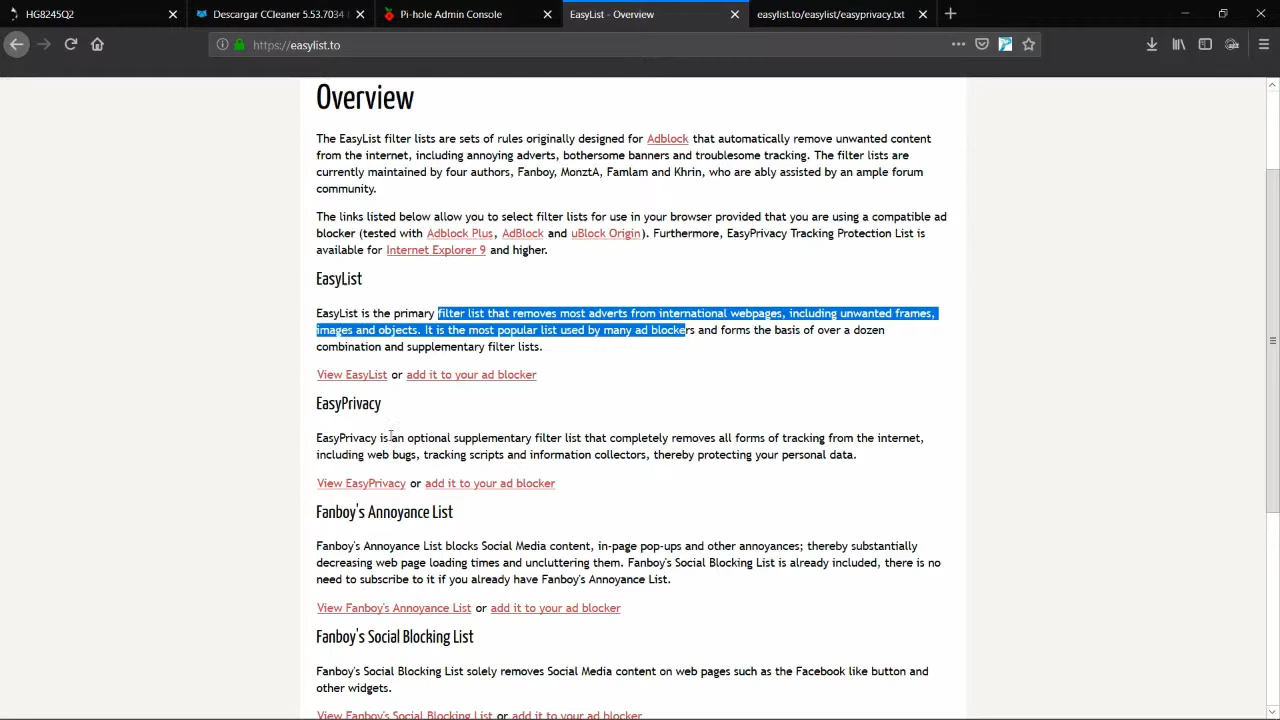 HG8245Q2
Descargar CCleaner 5.53.7034
Pi-hole Admin Console
EasyList - Overview
easylist.to/easylist/easyprivacy.txt
https://easylist.to
Overview
The EasyList filter lists are sets of rules originally designed for Adblock that automatically remove unwanted content
from the internet, including annoying adverts, bothersome banners and troublesome tracking. The filter lists are
currently maintained by four authors, Fanboy, MonztA, Famlam and Khrin, who are ably assisted by an ample forum
community.
The links listed below allow you to select filter lists for use in your browser provided that you are using a compatible ad
blocker (tested with Adblock Plus, AdBlock and uBlock Origin). Furthermore, EasyPrivacy Tracking Protection List is
available for Internet Explorer 9 and higher.
EasyList
EasyList is the primary filter list that removes most adverts from international webpages, including unwanted frames,
images and objects. It is the most popular list used by many ad blockers and forms the basis of over a dozen
combination and supplementary filter lists.
View EasyList or add it to your ad blocker
EasyPrivacy
EasyPrivacy is an optional supplementary filter list that completely removes all forms of tracking from the internet,
including web bugs, tracking scripts and information collectors, thereby protecting your personal data.
View EasyPrivacy or add it to your ad blocker
Fanboy's Annoyance List
Fanboy's Annoyance List blocks Social Media content, in-page pop-ups and other annoyances; thereby substantially
decreasing web page loading times and uncluttering them. Fanboy's Social Blocking List is already included, there is no
need to subscribe to it if you already have Fanboy's Annoyance List.
View Fanboy's Annoyance List or add it to your ad blocker
Fanboy's Social Blocking List
Fanboy's Social Blocking List solely removes Social Media content on web pages such as the Facebook like button and
other widgets.
View Fanboy's Social Blocking List or add it to your ad blocker